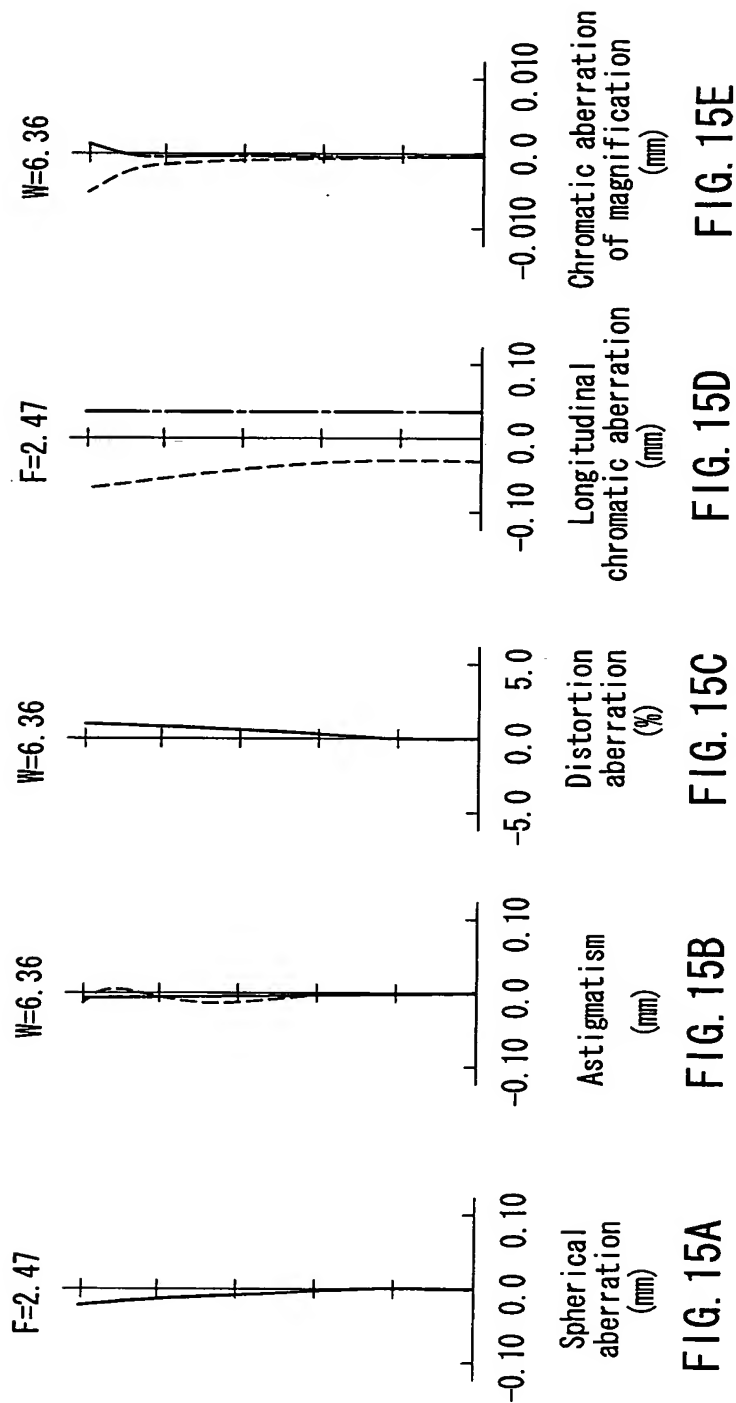 F=2.47
-0.10 0.0 0.10
Spherical
aberration
(mm)
FIG. 15A
W=6.36
-0.10 0.0 0.10
Astigmatism
(mm)
FIG. 15B
W=6.36
-5.0 0.0 5.0
Distortion
aberration
(%)
FIG. 15C
F=2.47
-0.10 0.0 0.10
Longitudinal
chromatic aberration
(mm)
FIG. 15D
W=6.36
-0.010 0.0 0.010
Chromatic aberration
of magnification
(mm)
FIG. 15E